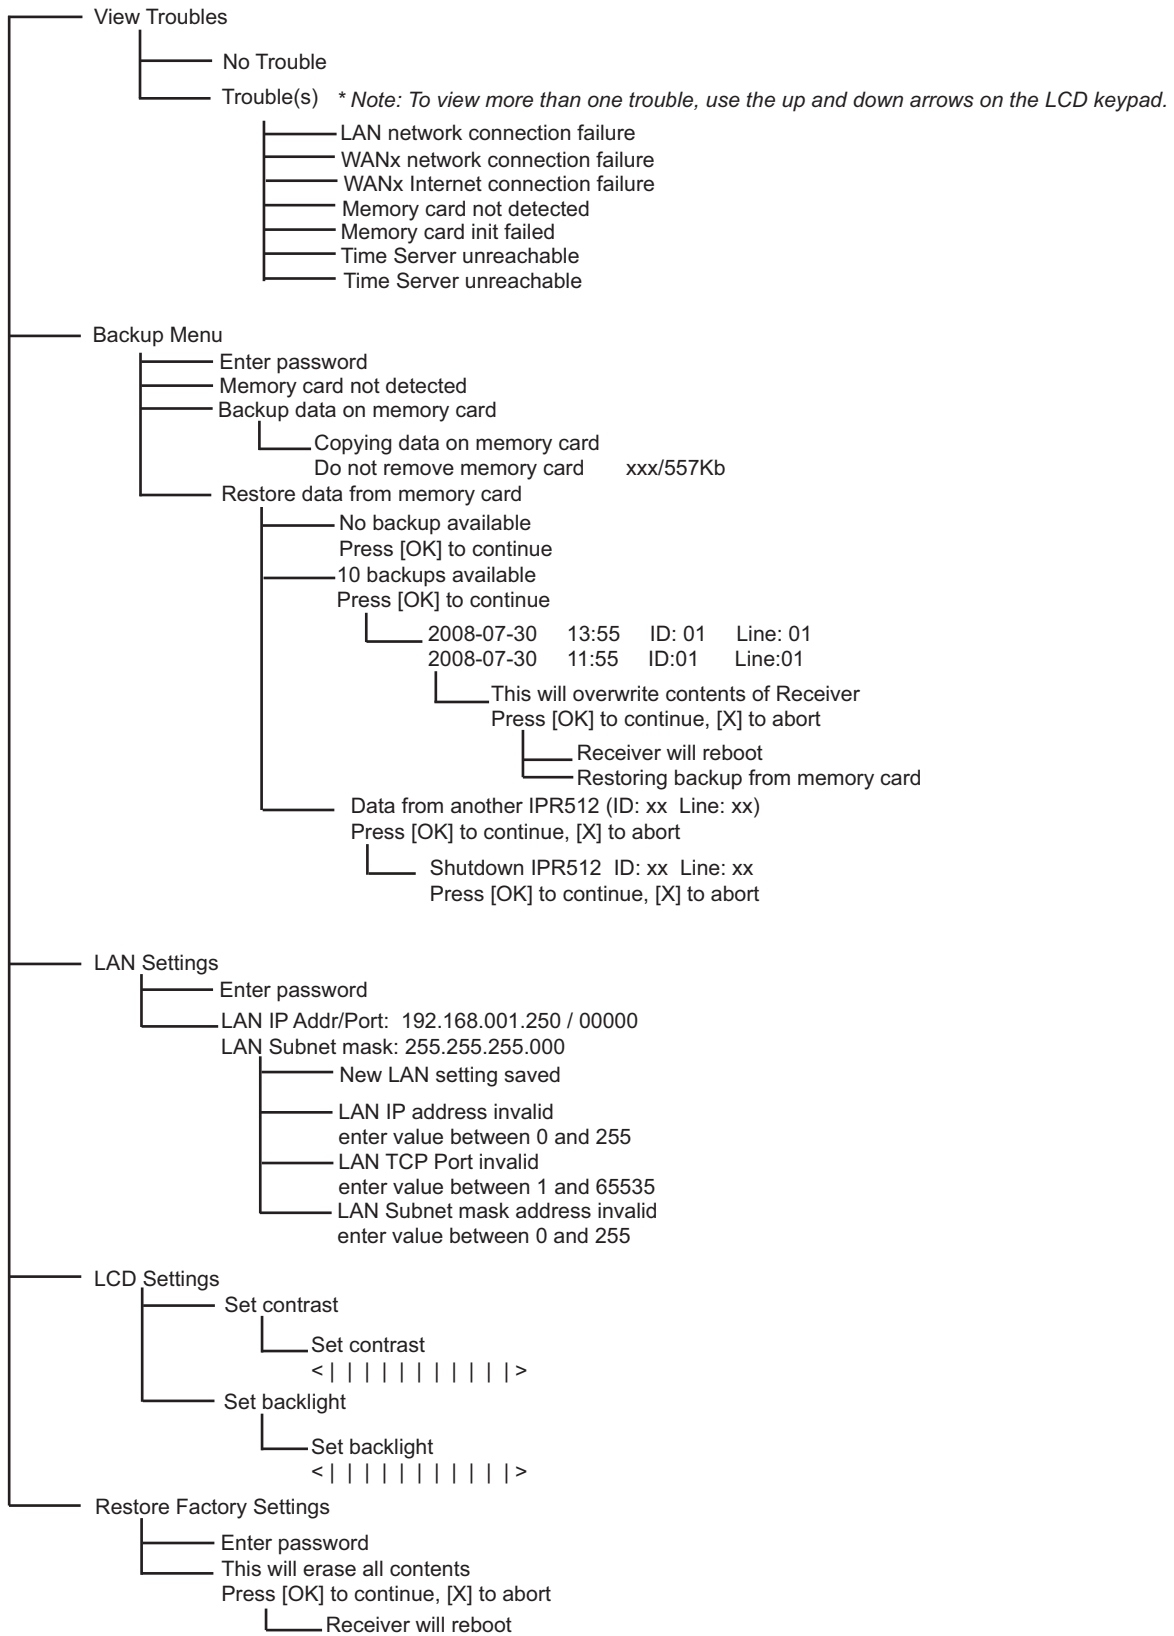 View Troubles
No Trouble
Trouble(s) * Note: To view more than one trouble, use the up and down arrows on the LCD keypad.
LAN network connection failure
WANx network connection failure
WANx Internet connection failure
Memory card not detected
Memory card init failed
Time Server unreachable
Time Server unreachable
Backup Menu
Enter password
Memory card not detected
Backup data on memory card
Copying data on memory card
Do not remove memory card xxx/557Kb
Restore data from memory card
No backup available
Press [OK] to continue
10 backups available
Press [OK] to continue
2008-07-30 13:55 ID: 01 Line: 01
2008-07-30 11:55 ID:01 Line:01
This will overwrite contents of Receiver
Press [OK] to continue, [X] to abort
Receiver will reboot
Restoring backup from memory card
Data from another IPR512 (ID: xx Line: xx)
Press [OK] to continue, [X] to abort
Shutdown IPR512 ID: xx Line: xx
Press [OK] to continue, [X] to abort
LAN Settings
Enter password
LAN IP Addr/Port: 192.168.001.250 / 00000
LAN Subnet mask: 255.255.255.000
New LAN setting saved
LAN IP address invalid
enter value between 0 and 255
LAN TCP Port invalid
enter value between 1 and 65535
LAN Subnet mask address invalid
enter value between 0 and 255
LCD Settings
Set contrast
Set contrast
< | | | | | | | | | | | >
Set backlight
Set backlight
< | | | | | | | | | | | >
Restore Factory Settings
Enter password
This will erase all contents
Press [OK] to continue, [X] to abort
Receiver will reboot